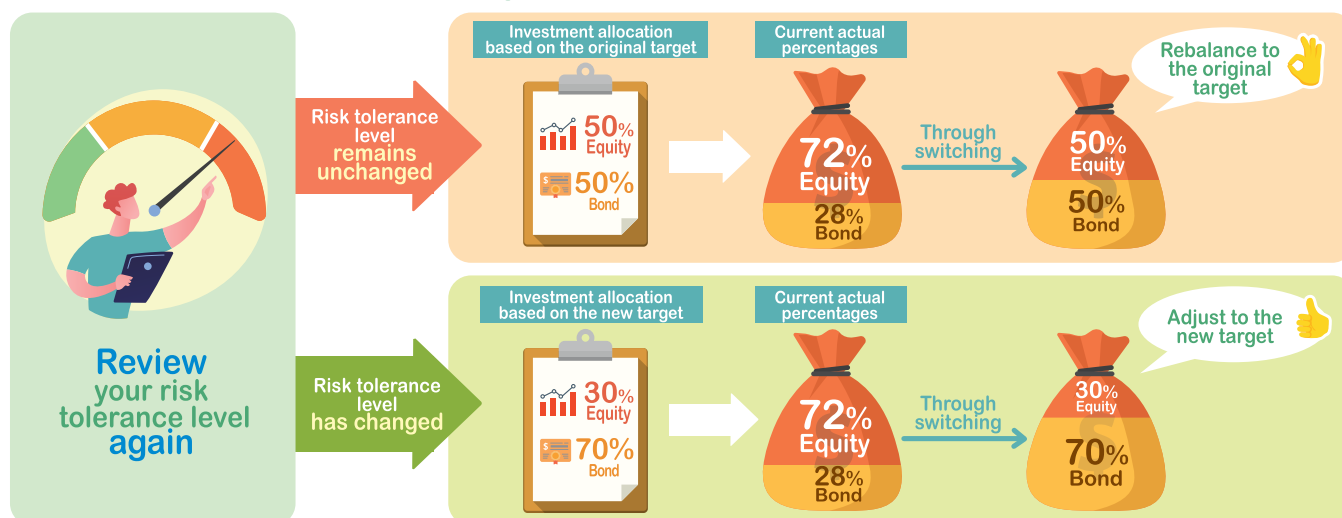 Review
your risk
tolerance level
again
Risk tolerance
level
remains
unchanged
Investment allocation
based on the original target
50%
Equity
50%
Bond
Current actual
percentages
72%
Equity
28%
Bond
Through
switching
50%
Equity
50%
Bond
Rebalance to
the original
target
Risk tolerance
level
has changed
Investment allocation
based on the new target
30%
Equity
70%
Bond
Current actual
percentages
72%
Equity
28%
Bond
Through
switching
30%
Equity
70%
Bond
Adjust to the
new target